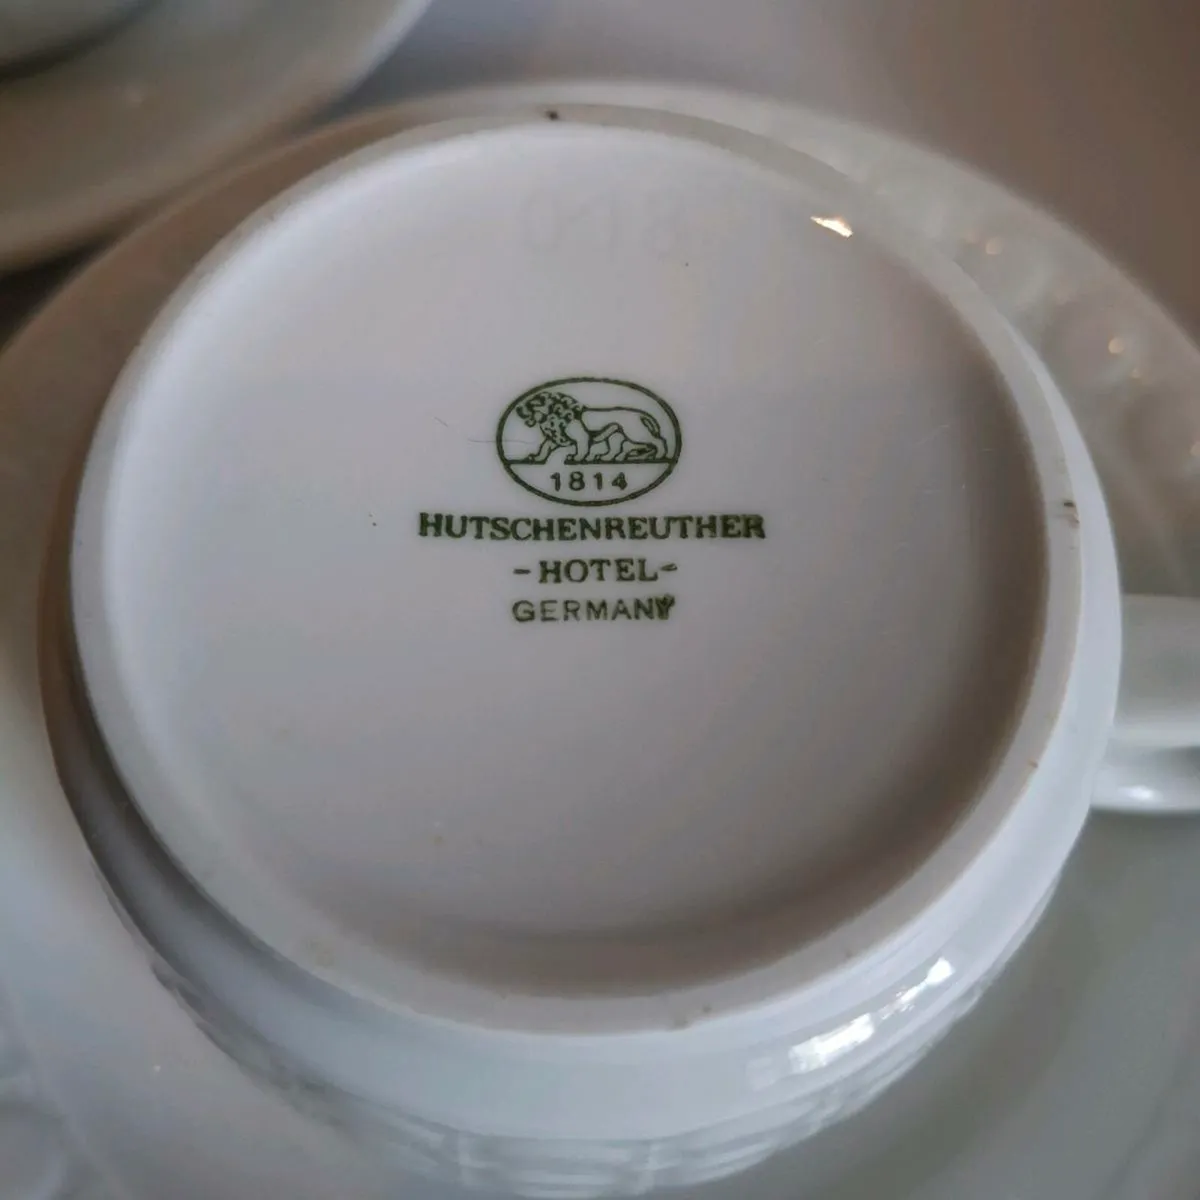 1814
HUTSCHENREUTHER
-HOTEL-
GERMANY